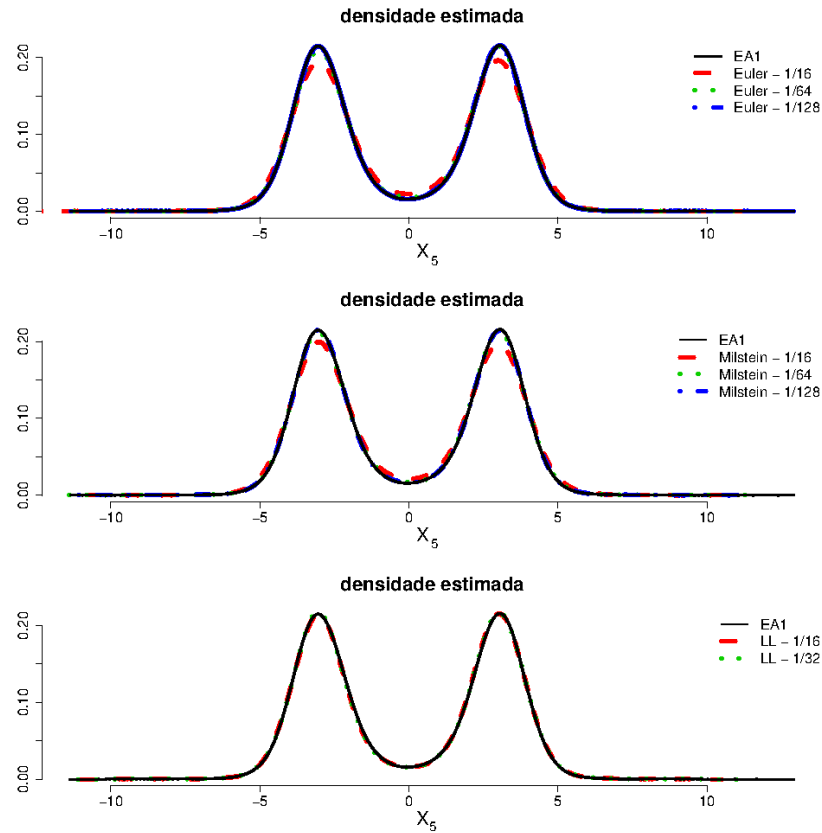 densidade estimada
EA1
Euler − 1/16
Euler − 1/64
Euler − 1/128
0.20
0.10
0.00
−10 −5 0 5 10
X5
densidade estimada
EA1
Milstein − 1/16
Milstein − 1/64
Milstein − 1/128
0.20
0.10
0.00
−10 −5 0 5 10
X5
densidade estimada
EA1
LL − 1/16
LL − 1/32
0.20
0.10
0.00
−10 −5 0 5 10
X5